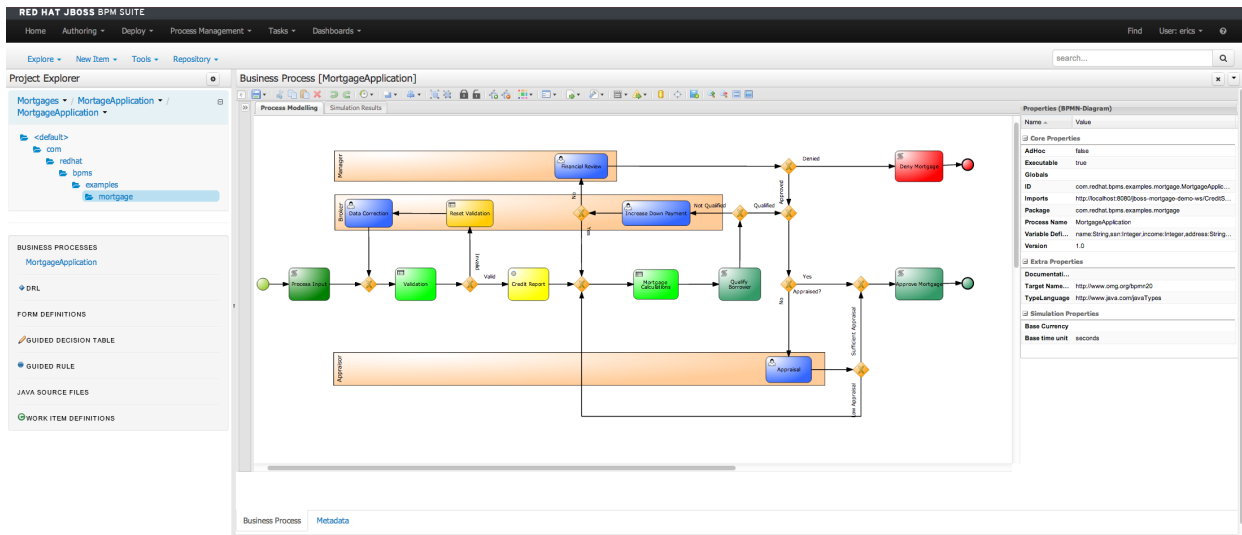 RED HAT JBOSS BPM SUITE
Home Authoring Deploy Process Management Tasks Dashboards Find User: erics
Explore New Item Tools Repository search...
Project Explorer
Mortgages / MortageApplication /
MortgageApplication
<default>
com
redhat
bpms
examples
mortgage
BUSINESS PROCESSES
MortgageApplication
DRL
FORM DEFINITIONS
GUIDED DECISION TABLE
GUIDED RULE
JAVA SOURCE FILES
WORK ITEM DEFINITIONS
Business Process [MortgageApplication]
Process Modelling Simulation Results
Manager
Financial Review
Denied
Deny Mortgage
No
Approved
Broker
Data Correction
Reset Validation
Increase Down Payment
Not Qualified
Qualified
Yes
Invalid
Process Input
Validation
Valid
Credit Report
Mortgage
Calculations
Qualify
Borrower
Yes
Appraised?
No
Approve Mortgage
Sufficient Appraisal
Appraisor
Appraisal
Low Appraisal
Properties (BPMN-Diagram)
Name Value
Core Properties
AdHoc false
Executable true
Globals
ID com.redhat.bpms.examples.mortgage.MortgageApplic...
Imports http://localhost:8080/jboss-mortgage-demo-ws/CreditS...
Package com.redhat.bpms.examples.mortgage
Process Name MortgageApplication
Variable Defi... name:String,ssn:Integer,income:Integer,address:String...
Version 1.0
Extra Properties
Documentati...
Target Name... http://www.omg.org/bpmn20
TypeLanguage http://www.java.com/javaTypes
Simulation Properties
Base Currency
Base time unit seconds
Business Process Metadata